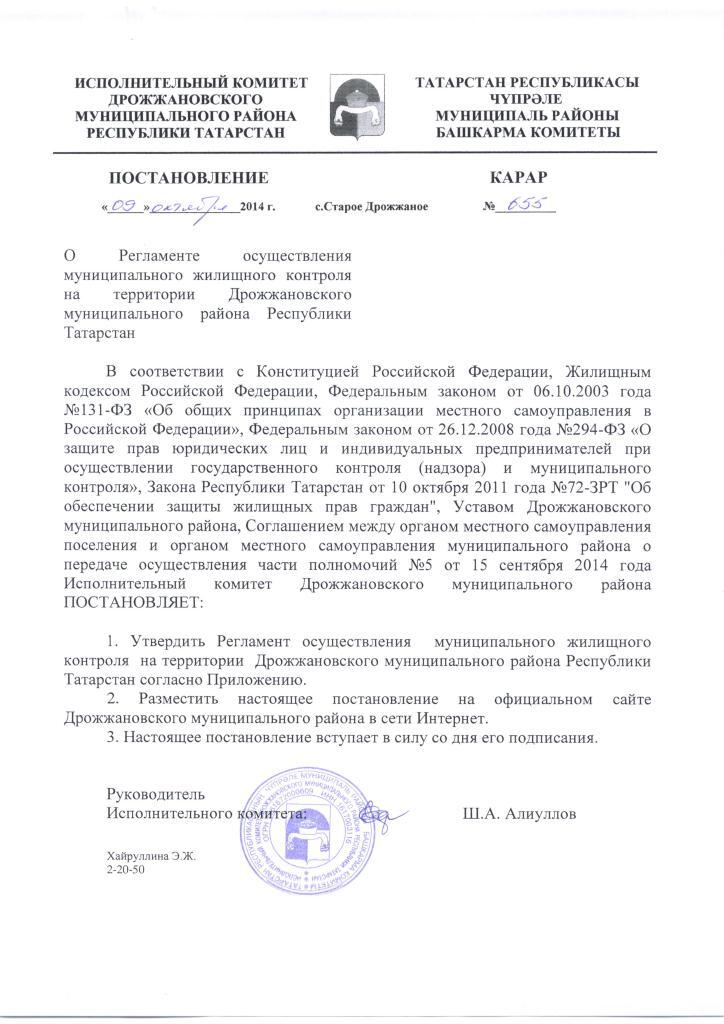 ИСПОЛНИТЕЛЬНЫЙ КОМИТЕТ
ДРОЖЖАНОВСКОГО
МУНИЦИПАЛЬНОГО РАЙОНА
РЕСПУБЛИКИ ТАТАРСТАН
ТАТАРСТАН РЕСПУБЛИКАСЫ
ЧҮПРӘЛЕ
МУНИЦИПАЛЬ РАЙОНЫ
БАШКАРМА КОМИТЕТЫ
ПОСТАНОВЛЕНИЕ
КАРАР
«09» октября 2014 г. с.Старое Дрожжаное № 655
О Регламенте осуществления
муниципального жилищного контроля
на территории Дрожжановского
муниципального района Республики
Татарстан
В соответствии с Конституцией Российской Федерации, Жилищным
кодексом Российской Федерации, Федеральным законом от 06.10.2003 года
№131-ФЗ «Об общих принципах организации местного самоуправления в
Российской Федерации», Федеральным законом от 26.12.2008 года №294-ФЗ «О
защите прав юридических лиц и индивидуальных предпринимателей при
осуществлении государственного контроля (надзора) и муниципального
контроля», Закона Республики Татарстан от 10 октября 2011 года №72-ЗРТ "Об
обеспечении защиты жилищных прав граждан", Уставом Дрожжановского
муниципального района, Соглашением между органом местного самоуправления
поселения и органом местного самоуправления муниципального района о
передаче осуществления части полномочий №5 от 15 сентября 2014 года
Исполнительный комитет Дрожжановского муниципального района
ПОСТАНОВЛЯЕТ:
1. Утвердить Регламент осуществления муниципального жилищного
контроля на территории Дрожжановского муниципального района Республики
Татарстан согласно Приложению.
2. Разместить настоящее постановление на официальном сайте
Дрожжановского муниципального района в сети Интернет.
3. Настоящее постановление вступает в силу со дня его подписания.
Руководитель
Исполнительного комитета:
Ш.А. Алиуллов
Хайруллина Э.Ж.
2-20-50